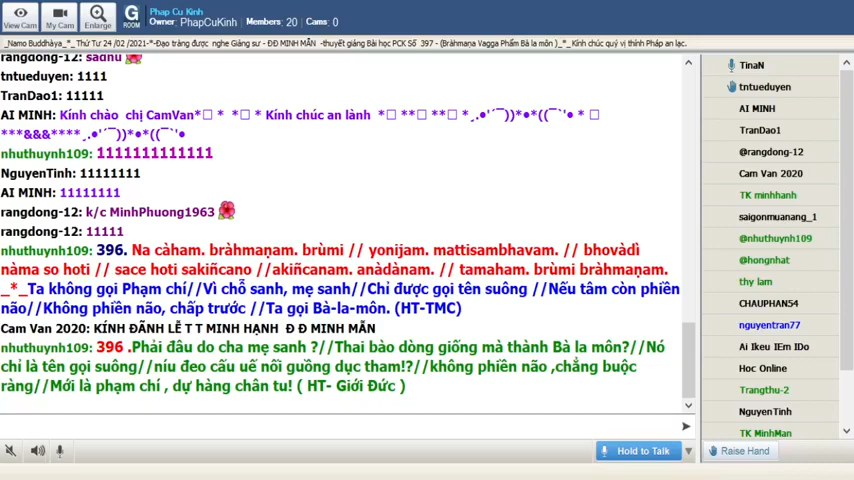 Phap Cu Kinh
Owner: PhapCuKinh Members: 20 Cams: 0
View Cam
My Cam
Enlarge
G
ROOM
_Namo Buddhàya_*_ Thứ Tư 24 /02 /2021-*-Đạo tràng được nghe Giảng sư - ĐĐ MINH MẪN -thuyết giảng Bài học PCK Số 397 - (Bràhmaṇa Vagga Phẩm Bà la môn )_*_Kính chúc quý vị thính Pháp an lạc.
rangdong-12: sadhu
tntueduyen: 1111
TranDao1: 11111
AI MINH: Kính chào chị CamVan*□ * *□ * Kính chúc an lành *□ **□ **□ *¸.•'´¯))*•*((¯`'•* □
***&&&****¸.•'´¯))*•*((¯`'•
nhuthuynh109: 1111111111111
NguyenTinh: 11111111
AI MINH: 11111111
rangdong-12: k/c MinhPhuong1963
rangdong-12: 11111
nhuthuynh109: 396. Na càham. bràhmaṇam. brùmi // yonijam. mattisambhavam. // bhovàdì
nàma so hoti // sace hoti sakiñcano //akiñcanam. anàdànam. // tamaham. brùmi bràhmaṇam.
_*_Ta không gọi Phạm chí//Vì chỗ sanh, mẹ sanh//Chỉ được gọi tên suông //Nếu tâm còn phiền
não//Không phiền não, chấp trước //Ta gọi Bà-la-môn. (HT-TMC)
Cam Van 2020: KÍNH ĐÃNH LỄ T T MINH HẠNH Đ Đ MINH MẪN
nhuthuynh109: 396 .Phải đâu do cha mẹ sanh ?//Thai bào dòng giống mà thành Bà la môn?//Nó
chỉ là tên gọi suông//níu đeo cấu uế nổi guồng dục tham!?//không phiền não ,chẳng buộc
ràng//Mới là phạm chí , dự hàng chân tu! ( HT- Giới Đức )
Hold to Talk
Raise Hand
TinaN
tntueduyen
AI MINH
TranDao1
@rangdong-12
Cam Van 2020
TK minhhanh
saigonmuanang_1
@nhuthuynh109
@hongnhat
thy lam
CHAUPHAN54
nguyentran77
Ai Ikeu IEm IDo
Hoc Online
Trangthu-2
NguyenTinh
TK MinhMan